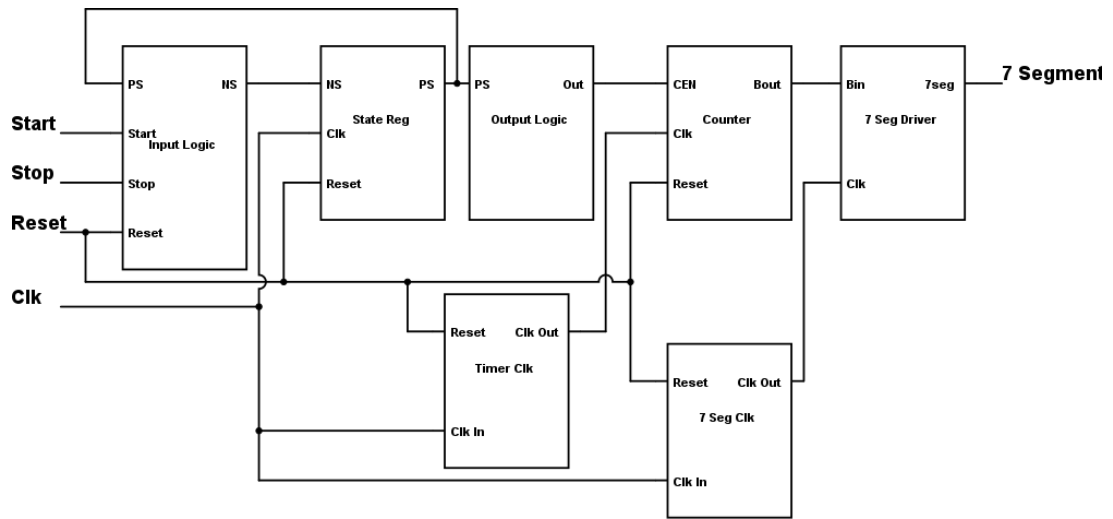 7 Segment
PS NS NS PS PS Out CEN Bout Bin 7seg
Start Start State Reg Output Logic Counter 7 Seg Driver
Input Logic Clk Clk
Stop Stop Reset Reset Clk
Reset Reset
Clk
Reset Clk Out
Timer Clk
Reset Clk Out
7 Seg Clk
Clk In
Clk In